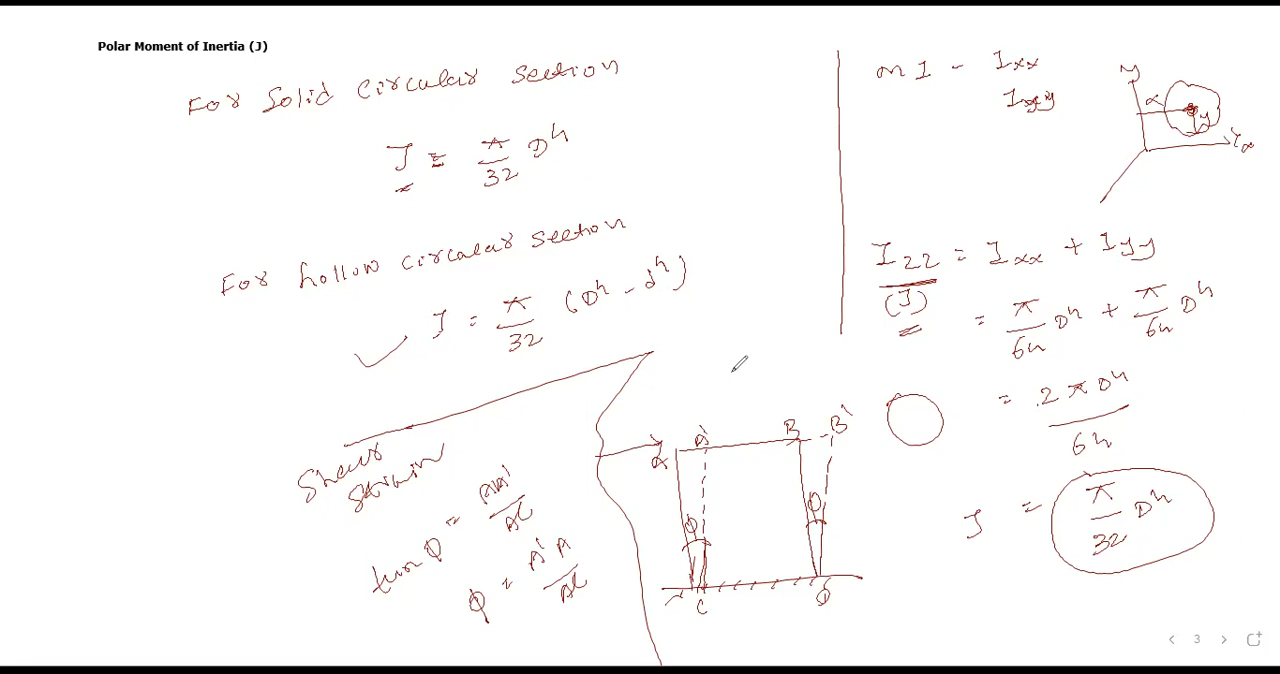 Polar Moment of Inertia (J)
For Solid Circular Section
J = π/32 D⁴
For hollow circular section
J = π/32 (D⁴ - d⁴)
Shear
strain
tan φ = AA'/AC
φ = A'A/AC
A A' B B'
φ φ
C D
M I - Ixx
Iyy
y
x y
x
Izz = Ixx + Iyy
(J)
= π/64 D⁴ + π/64 D⁴
= 2πD⁴/64
J = π/32 D⁴
3